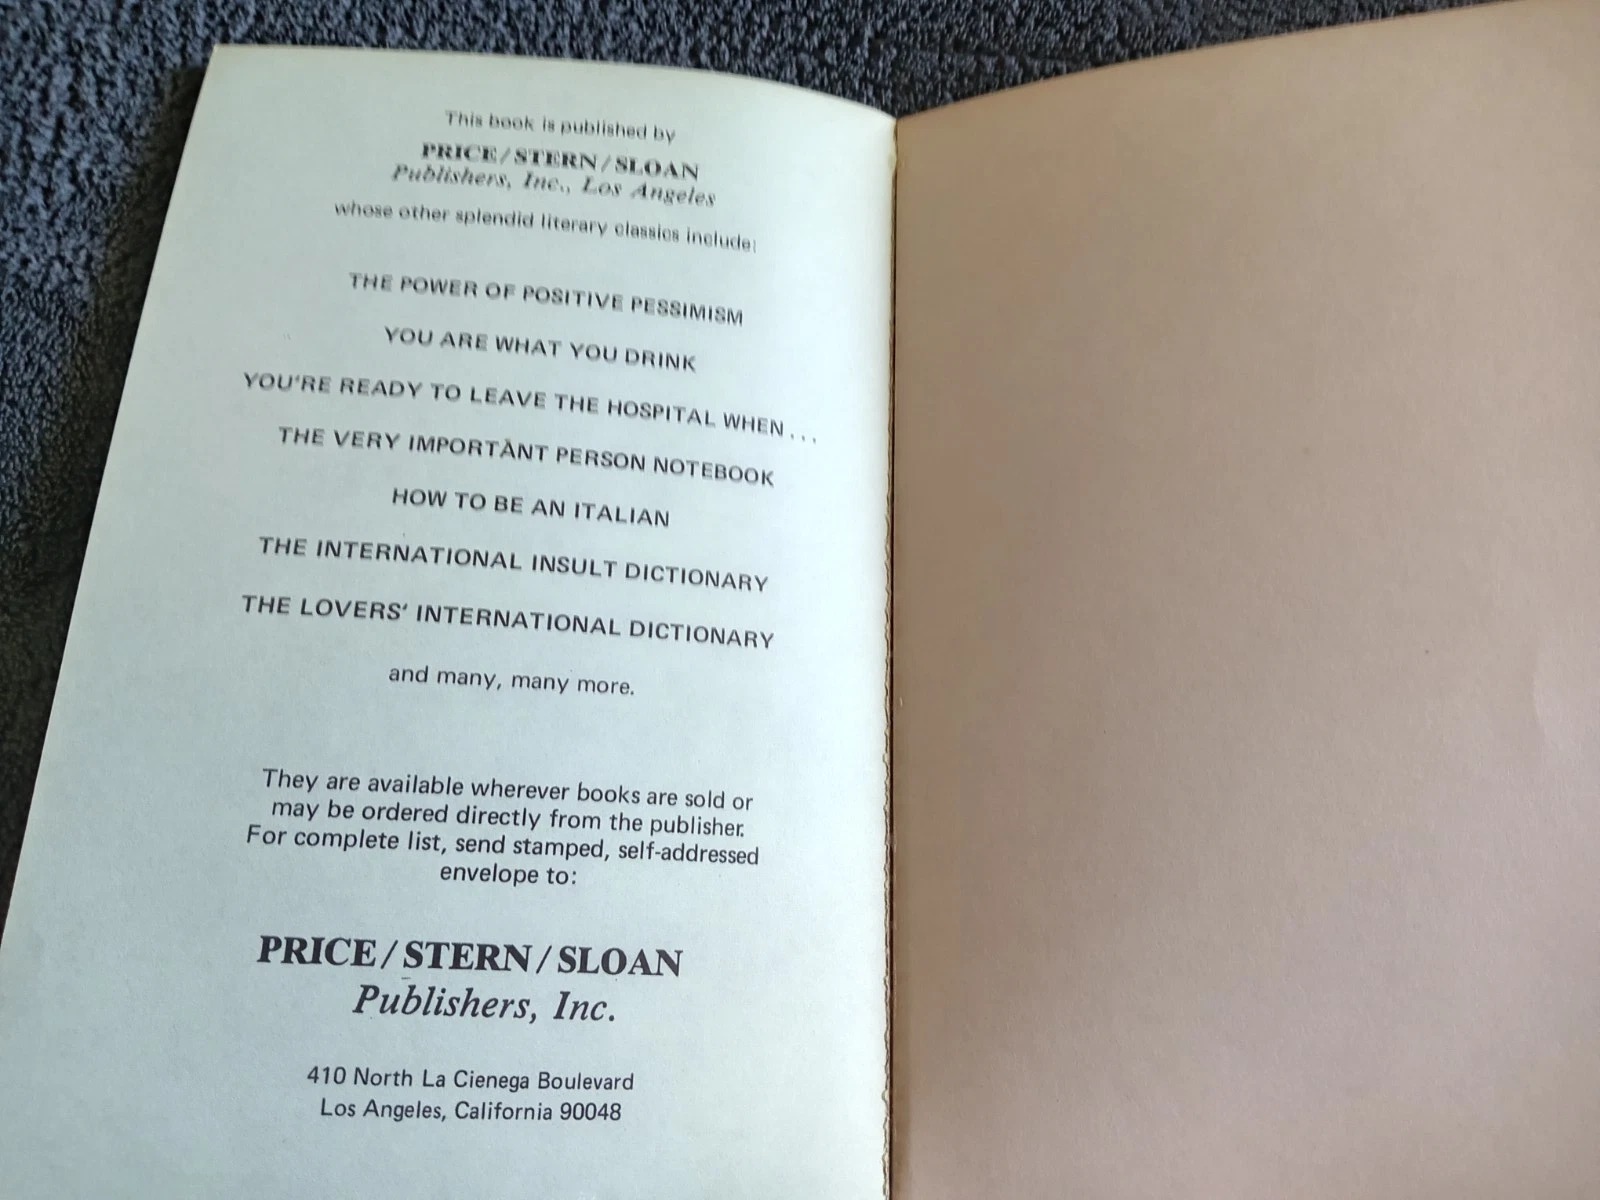 This book is published by
PRICE/STERN/SLOAN
Publishers, Inc., Los Angeles
whose other splendid literary classics include:
THE POWER OF POSITIVE PESSIMISM
YOU ARE WHAT YOU DRINK
YOU'RE READY TO LEAVE THE HOSPITAL WHEN...
THE VERY IMPORTANT PERSON NOTEBOOK
HOW TO BE AN ITALIAN
THE INTERNATIONAL INSULT DICTIONARY
THE LOVERS' INTERNATIONAL DICTIONARY
and many, many more.
They are available wherever books are sold or
may be ordered directly from the publisher.
For complete list, send stamped, self-addressed
envelope to:
PRICE/STERN/SLOAN
Publishers, Inc.
410 North La Cienega Boulevard
Los Angeles, California 90048